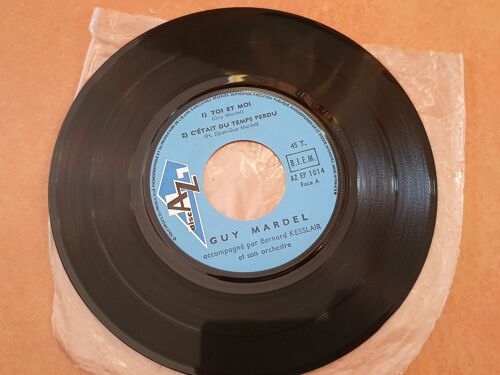 1) TOI ET MOI
(Guy Mardel)
2) C'ÉTAIT DU TEMPS PERDU
(H. Djian-Guy Mardel)
45 T.
B.I.E.M.
AZ EP 1014
Face A
disc AZ
GUY MARDEL
accompagné par Bernard KESSLAIR
et son orchestre